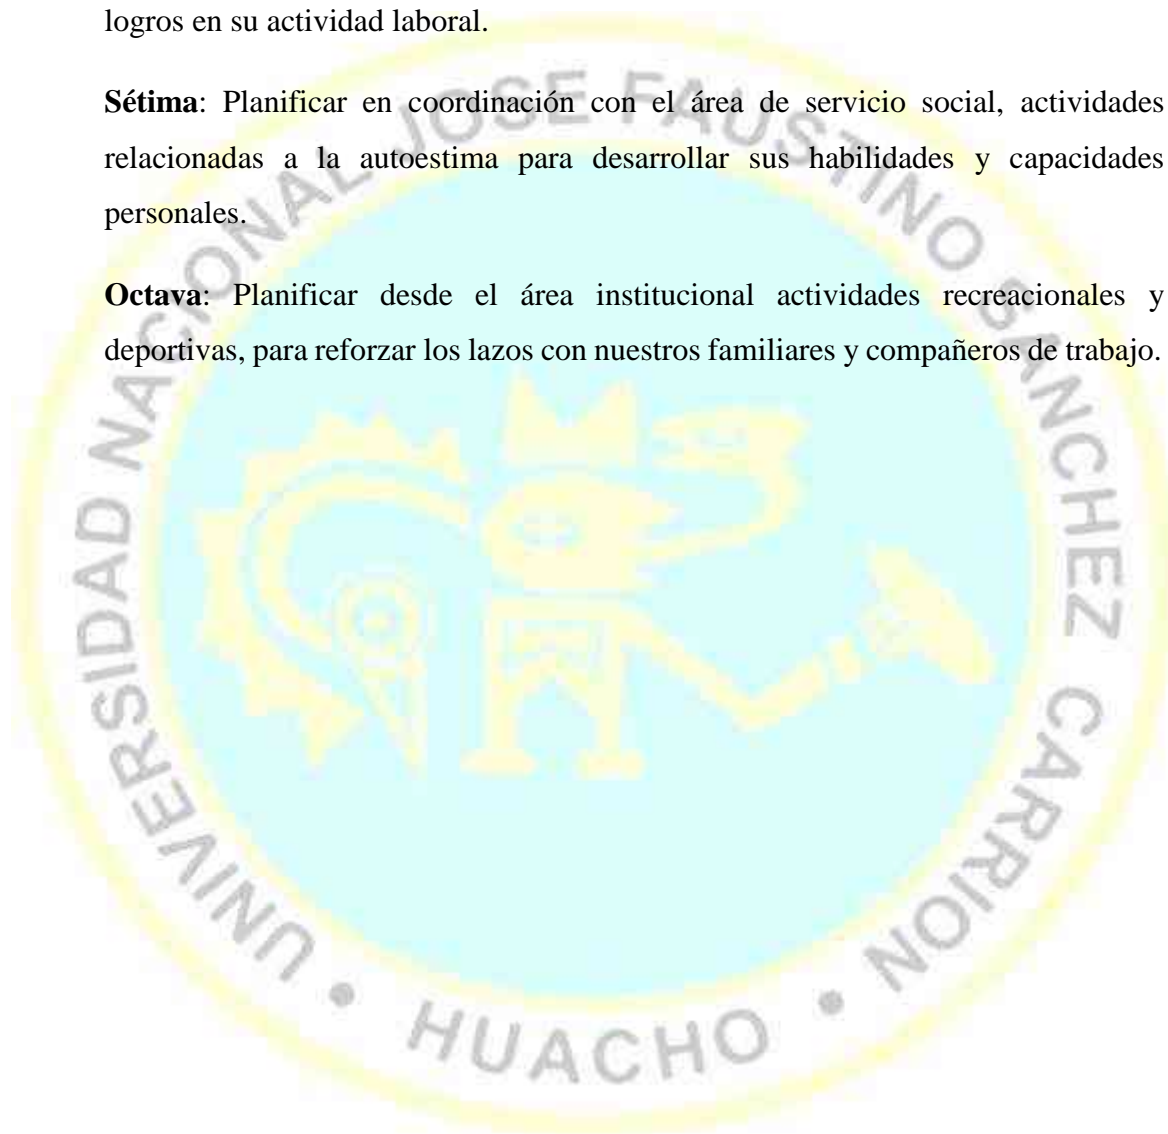 logros en su actividad laboral.
Sétima: Planificar en coordinación con el área de servicio social, actividades
relacionadas a la autoestima para desarrollar sus habilidades y capacidades
personales.
Octava: Planificar desde el área institucional actividades recreacionales y
deportivas, para reforzar los lazos con nuestros familiares y compañeros de trabajo.
UNIVERSIDAD NACIONAL JOSE FAUSTINO SANCHEZ CARRION
• HUACHO •